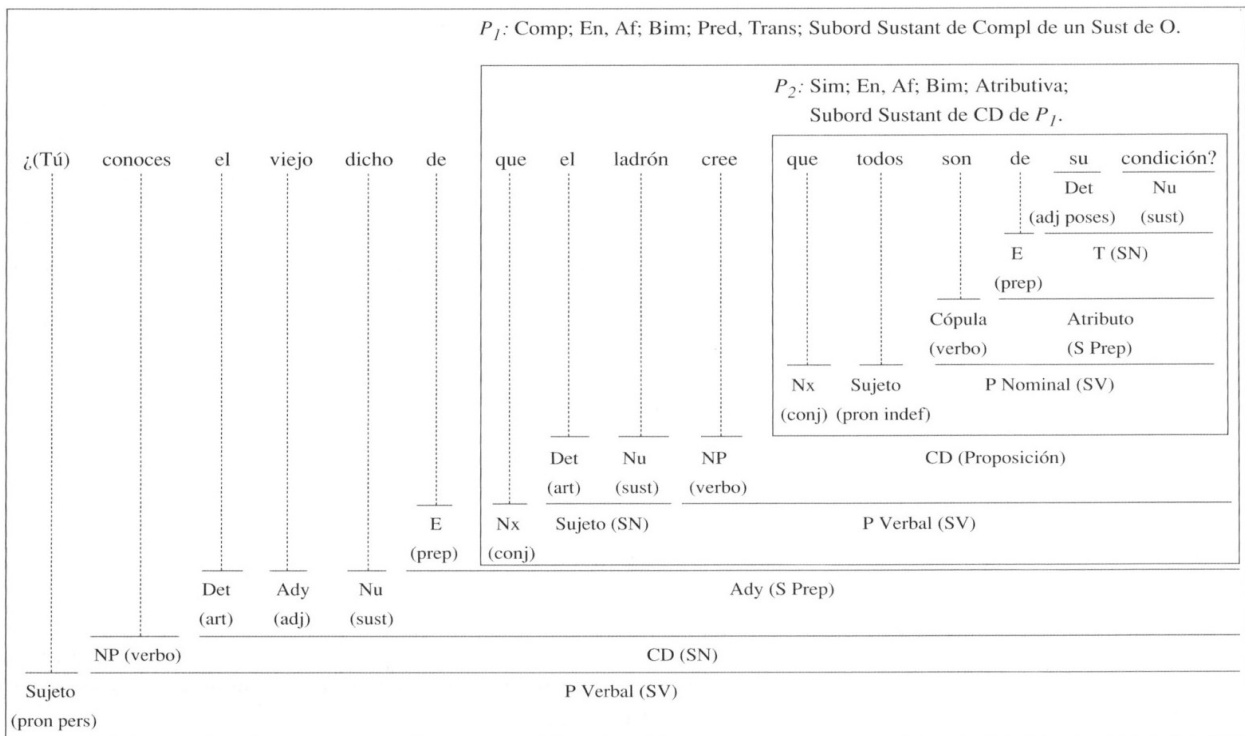 P1: Comp; En, Af; Bim; Pred, Trans; Subord Sustant de Compl de un Sust de O.
P2: Sim; En, Af; Bim; Atributiva;
Subord Sustant de CD de P1.
¿(Tú) conoces el viejo dicho de que el ladrón cree que todos son de su condición?
Det Nu
(adj poses) (sust)
E T (SN)
(prep)
Cópula Atributo
(verbo) (S Prep)
Nx Sujeto P Nominal (SV)
(conj) (pron indef)
Det Nu NP CD (Proposición)
(art) (sust) (verbo)
E Nx Sujeto (SN) P Verbal (SV)
(prep) (conj)
Det Ady Nu Ady (S Prep)
(art) (adj) (sust)
NP (verbo) CD (SN)
Sujeto P Verbal (SV)
(pron pers)